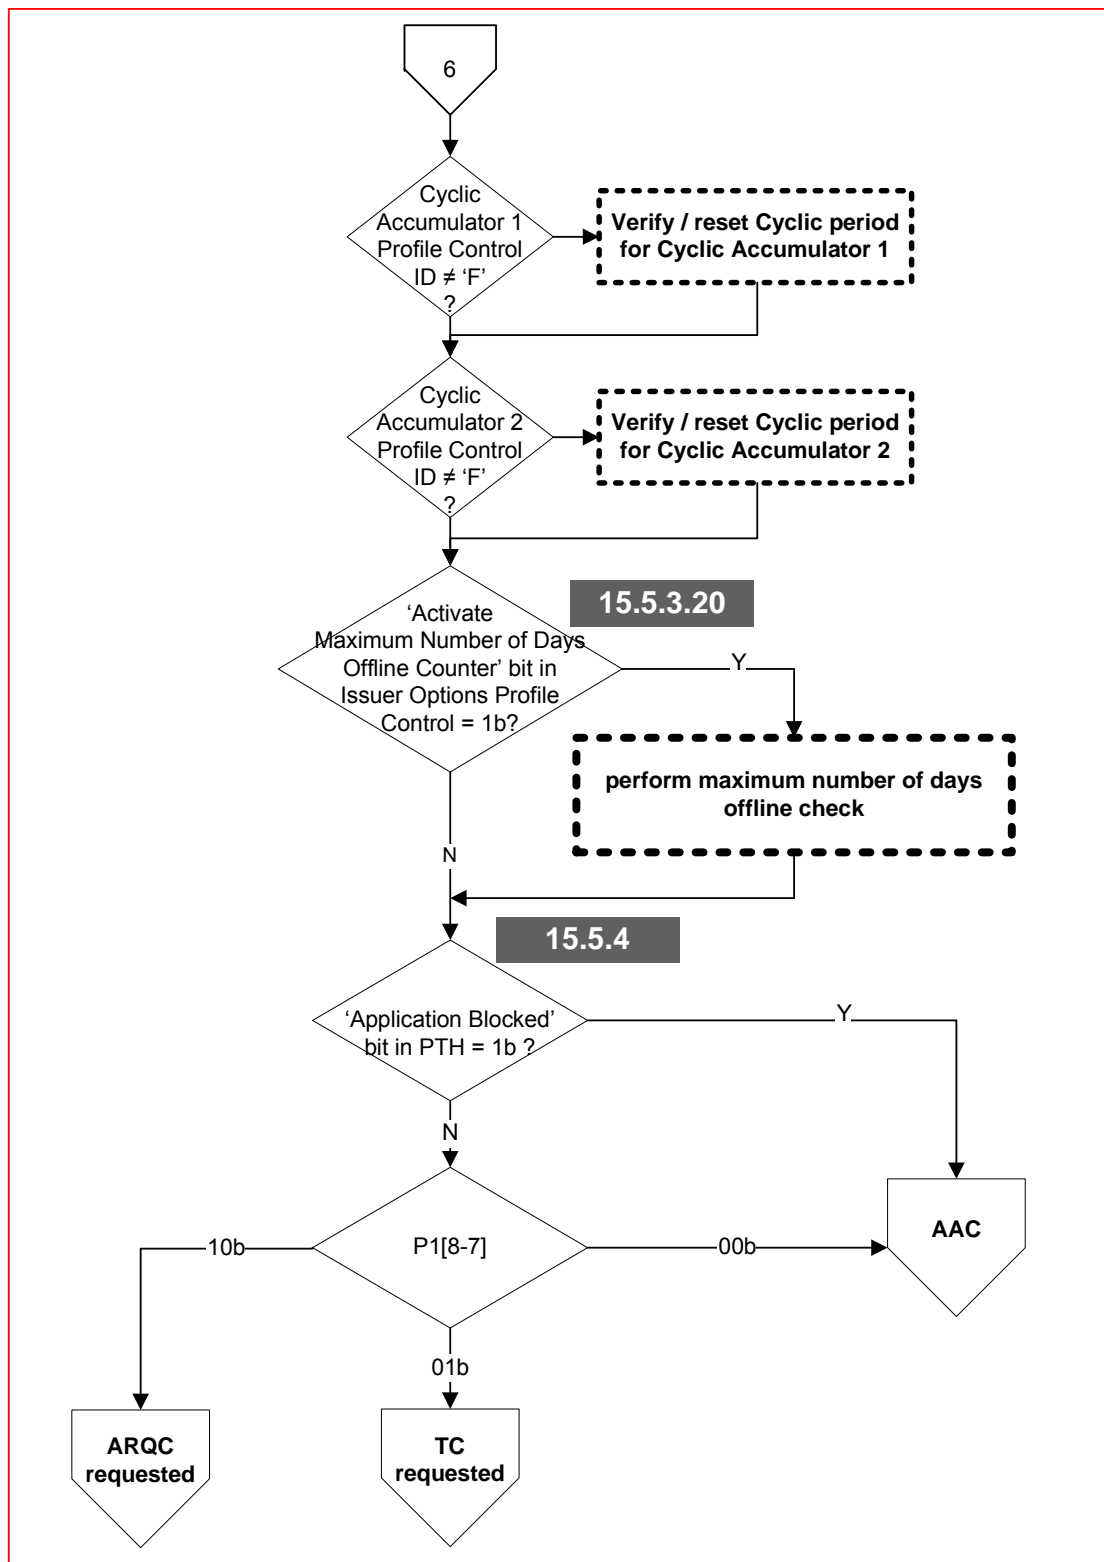 6
Cyclic
Accumulator 1
Profile Control
ID ≠ ‘F’
?
Verify / reset Cyclic period
for Cyclic Accumulator 1
Cyclic
Accumulator 2
Profile Control
ID ≠ ‘F’
?
Verify / reset Cyclic period
for Cyclic Accumulator 2
15.5.3.20
‘Activate
Maximum Number of Days
Offline Counter’ bit in
Issuer Options Profile
Control = 1b?
Y
perform maximum number of days
offline check
N
15.5.4
‘Application Blocked’
bit in PTH = 1b ?
Y
N
P1[8-7]
10b
00b
AAC
01b
ARQC
requested
TC
requested